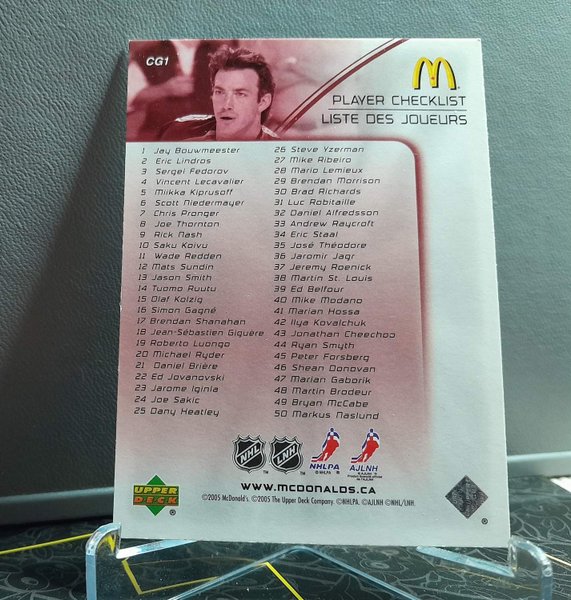 CG1
PLAYER CHECKLIST
LISTE DES JOUEURS
1 Jay Bouwmeester
2 Eric Lindros
3 Sergei Fedorov
4 Vincent Lecavalier
5 Miikka Kiprusoff
6 Scott Niedermayer
7 Chris Pronger
8 Joe Thornton
9 Rick Nash
10 Saku Koivu
11 Wade Redden
12 Mats Sundin
13 Jason Smith
14 Tuomo Ruutu
15 Olaf Kolzig
16 Simon Gagné
17 Brendan Shanahan
18 Jean-Sébastien Giguère
19 Roberto Luongo
20 Michael Ryder
21 Daniel Brière
22 Ed Jovanovski
23 Jarome Iginla
24 Joe Sakic
25 Dany Heatley
26 Steve Yzerman
27 Mike Ribeiro
28 Mario Lemieux
29 Brendan Morrison
30 Brad Richards
31 Luc Robitaille
32 Daniel Alfredsson
33 Andrew Raycroft
34 Eric Staal
35 José Théodore
36 Jaromir Jagr
37 Jeremy Roenick
38 Martin St. Louis
39 Ed Belfour
40 Mike Modano
41 Marian Hossa
42 Ilya Kovalchuk
43 Jonathan Cheechoo
44 Ryan Smyth
45 Peter Forsberg
46 Shean Donovan
47 Marian Gaborik
48 Martin Brodeur
49 Bryan McCabe
50 Markus Naslund
NHL LNH NHLPA AJLNH
UPPER DECK
WWW.MCDONALDS.CA
©2005 McDonald's. ©2005 The Upper Deck Company. ©NHLPA. ©AJLNH ©NHL/LNH.